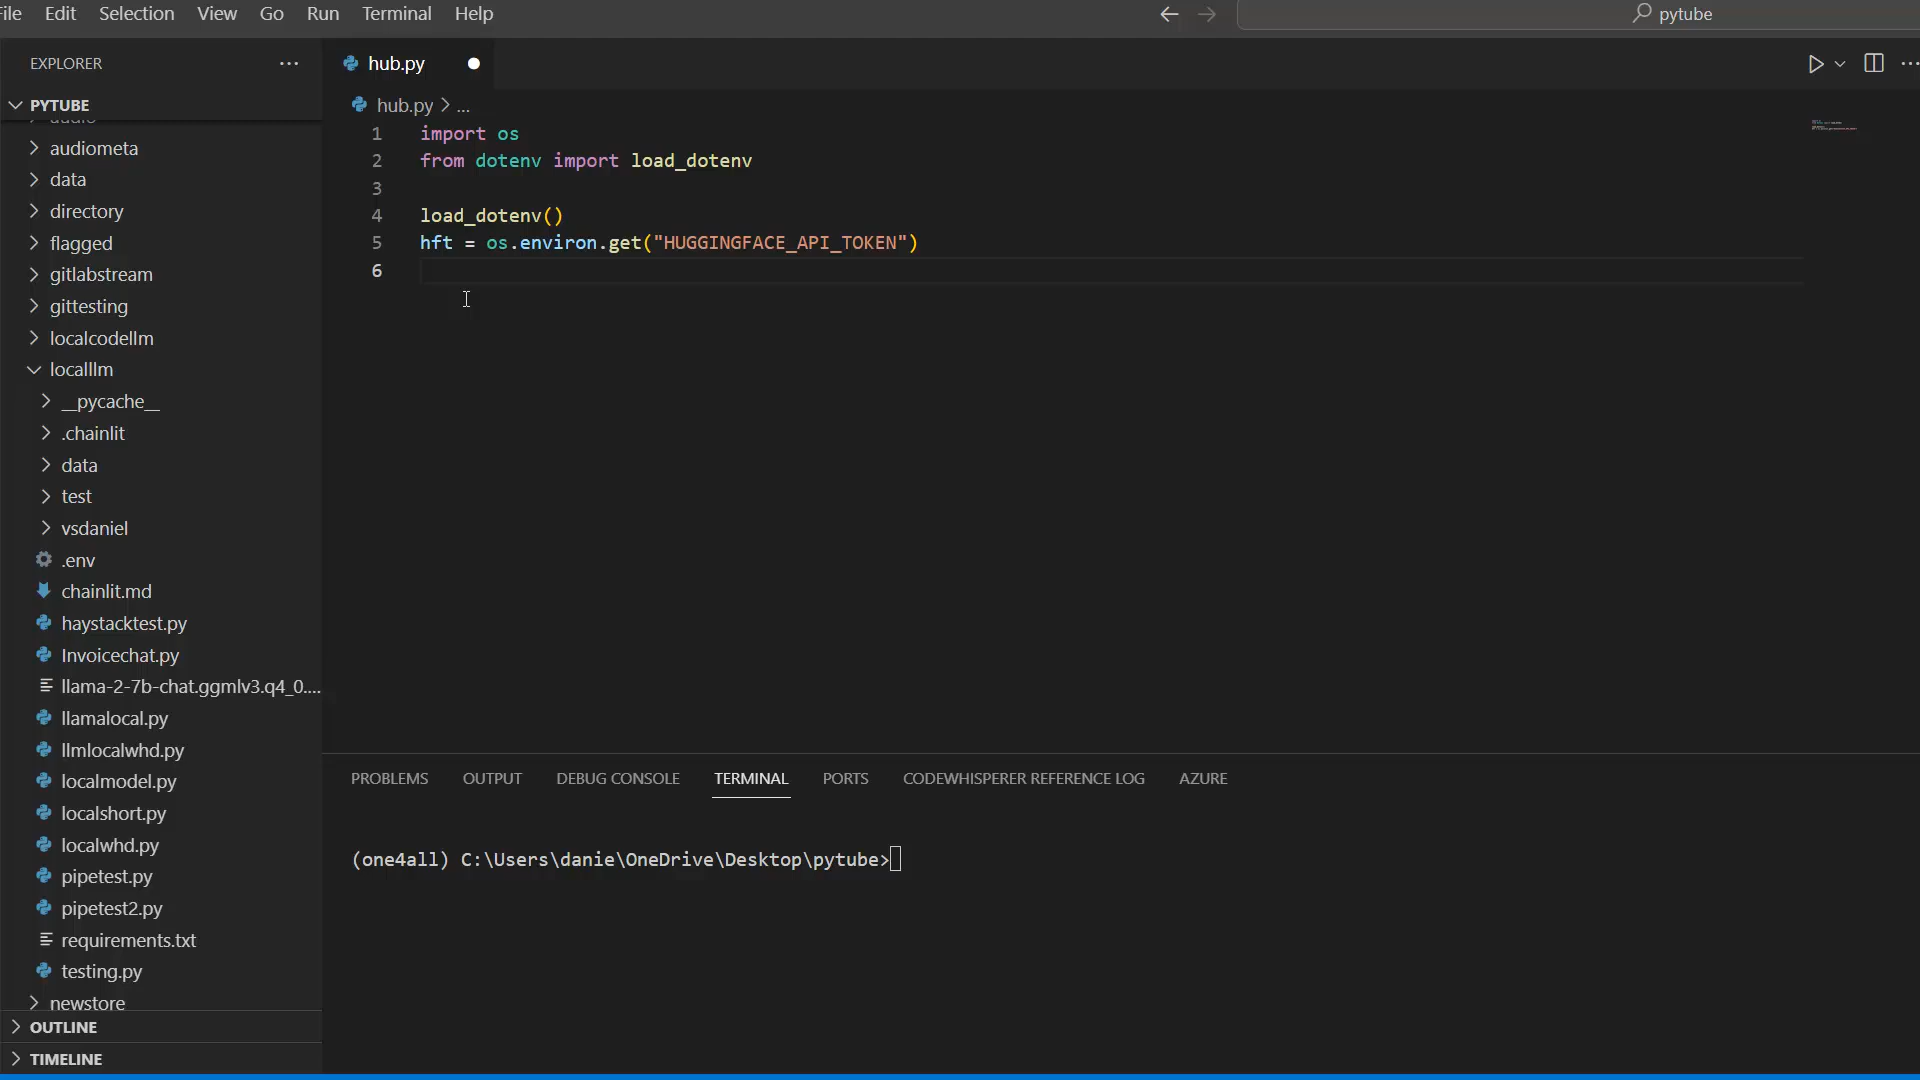 File Edit Selection View Go Run Terminal Help
pytube
EXPLORER
hub.py
PYTUBE
hub.py > ...
audio
audiometa
data
directory
flagged
gitlabstream
gittesting
localcodellm
localllm
__pycache__
.chainlit
data
test
vsdaniel
.env
chainlit.md
haystacktest.py
Invoicechat.py
llama-2-7b-chat.ggmlv3.q4_0....
llamalocal.py
llmlocalwhd.py
localmodel.py
localshort.py
localwhd.py
pipetest.py
pipetest2.py
requirements.txt
testing.py
newstore
OUTLINE
TIMELINE
1 import os
2 from dotenv import load_dotenv
3
4 load_dotenv()
5 hft = os.environ.get("HUGGINGFACE_API_TOKEN")
6
PROBLEMS OUTPUT DEBUG CONSOLE TERMINAL PORTS CODEWHISPERER REFERENCE LOG AZURE
(one4all) C:\Users\danie\OneDrive\Desktop\pytube>